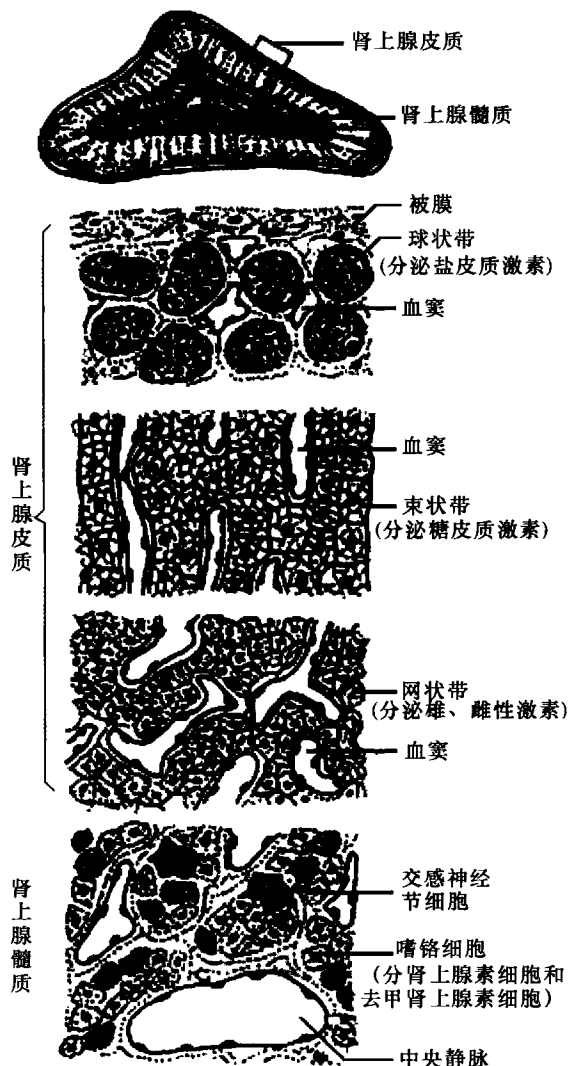 肾上腺皮质
肾上腺髓质
被膜
球状带
(分泌盐皮质激素)
血窦
肾上腺皮质
血窦
束状带
(分泌糖皮质激素)
网状带
(分泌雄、雌性激素)
血窦
肾上腺髓质
交感神经
节细胞
嗜铬细胞
(分肾上腺素细胞和
去甲肾上腺素细胞)
中央静脉